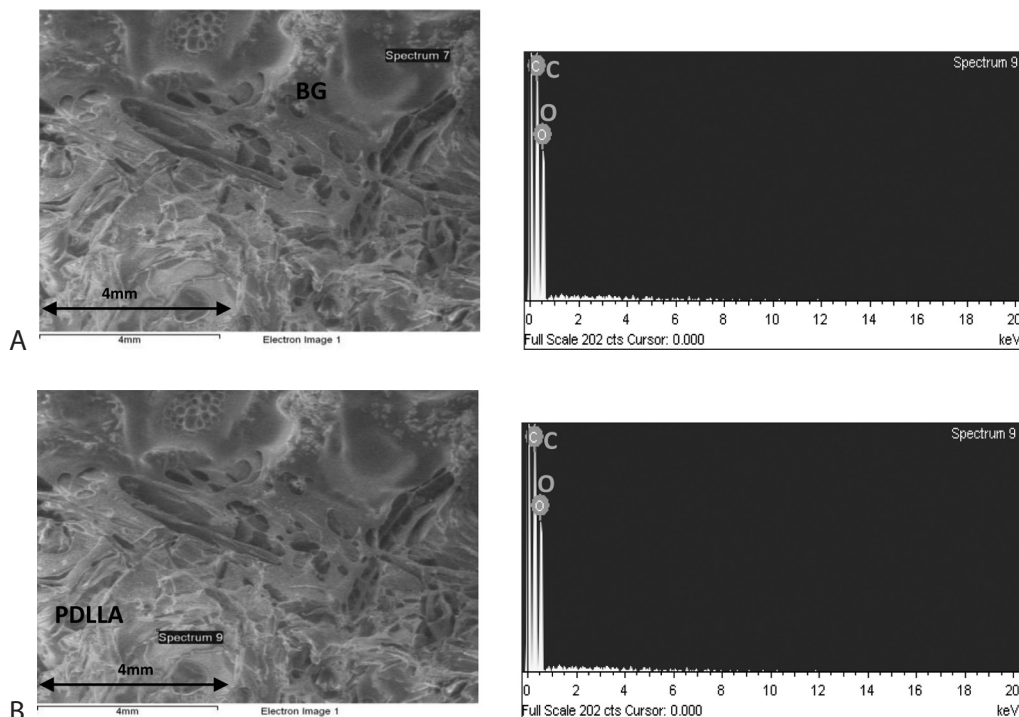 Spectrum 7
BG
4mm
4mm
Electron Image 1
A
Spectrum 9
C C
O O
0 2 4 6 8 10 12 14 16 18 20
Full Scale 202 cts Cursor: 0.000 keV
PDLLA
Spectrum 9
4mm
4mm
Electron Image 1
B
Spectrum 9
C C
O O
0 2 4 6 8 10 12 14 16 18 20
Full Scale 202 cts Cursor: 0.000 keV